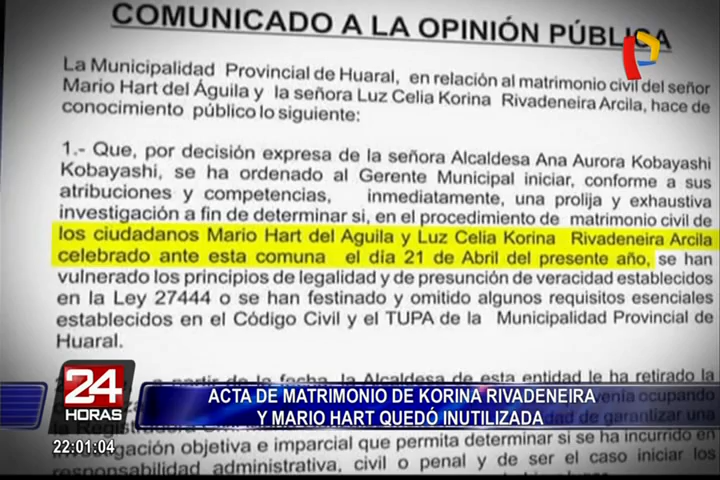 COMUNICADO A LA OPINIÓN PÚBLICA
La Municipalidad Provincial de Huaral, en relación al matrimonio civil del señor
Mario Hart del Águila y la señora Luz Celia Korina Rivadeneira Arcila, hace de
conocimiento público lo siguiente:
1.- Que, por decisión expresa de la señora Alcaldesa Ana Aurora Kobayashi
Kobayashi, se ha ordenado al Gerente Municipal iniciar, conforme a sus
atribuciones y competencias, inmediatamente, una prolija y exhaustiva
investigación a fin de determinar si, en el procedimiento de matrimonio civil de
los ciudadanos Mario Hart del Aguila y Luz Celia Korina Rivadeneira Arcila
celebrado ante esta comuna el día 21 de Abril del presente año, se han
vulnerado los principios de legalidad y de presunción de veracidad establecidos
en la Ley 27444 o se han festinado y omitido algunos requisitos esenciales
establecidos en el Código Civil y el TUPA de la Municipalidad Provincial de
Huaral.
a partir de la fecha, la Alcaldesa de esta entidad le ha retirado la
venía ocupando
de garantizar una
investigación objetiva e imparcial que permita determinar si se ha incurrido en
responsabilidad administrativa, civil o penal y de ser el caso iniciar los
24
HORAS
22:01:04
ACTA DE MATRIMONIO DE KORINA RIVADENEIRA
Y MARIO HART QUEDÓ INUTILIZADA